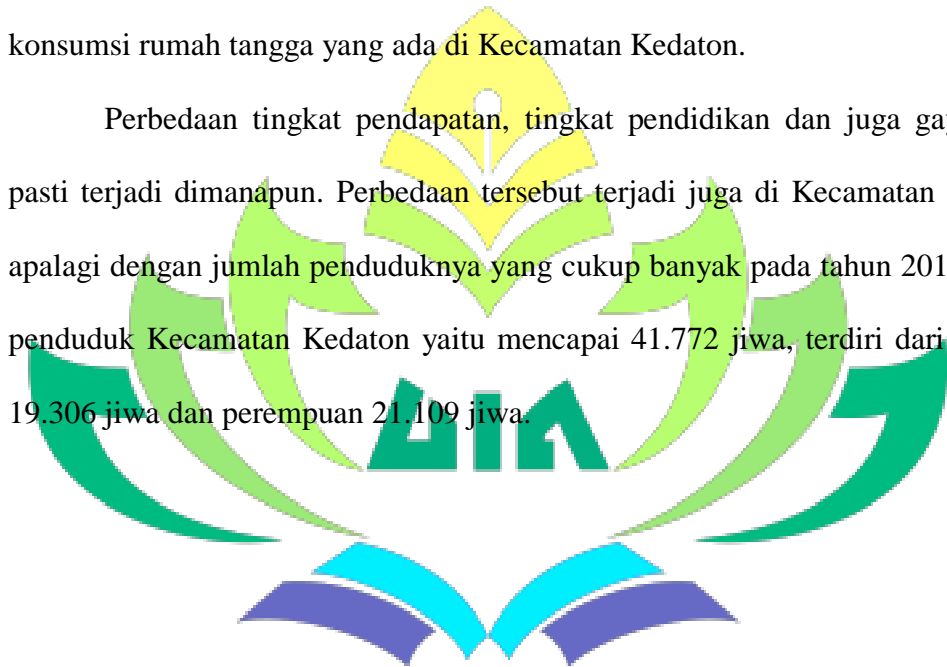 konsumsi rumah tangga yang ada di Kecamatan Kedaton.
Perbedaan tingkat pendapatan, tingkat pendidikan dan juga
pasti terjadi dimanapun. Perbedaan tersebut terjadi juga di Kecamatan
apalagi dengan jumlah penduduknya yang cukup banyak pada tahun 201
penduduk Kecamatan Kedaton yaitu mencapai 41.772 jiwa, terdiri dari
19.306 jiwa dan perempuan 21.109 jiwa.
UIN